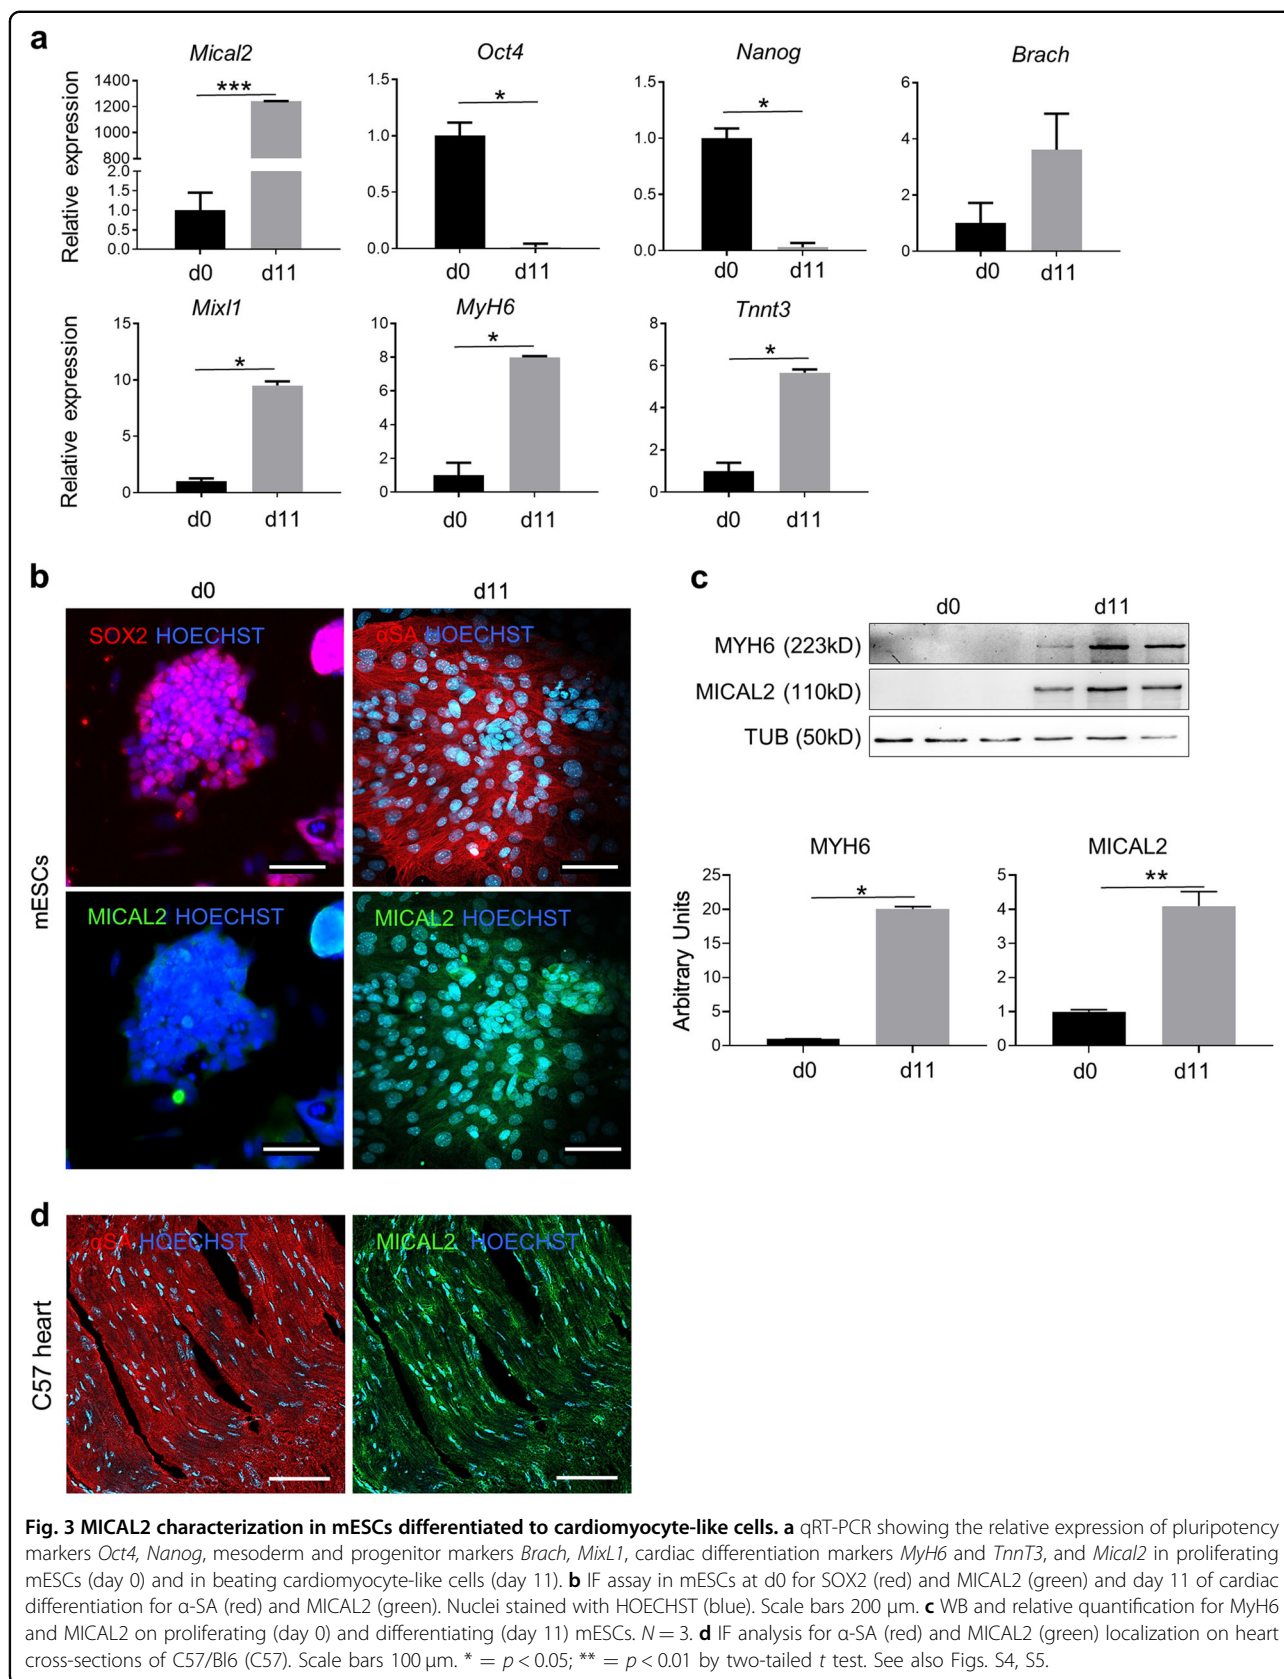 a
Mical2
Oct4
Nanog
Brach
Relative expression
1400
1200
1000
800
2.0
1.5
1.0
0.5
0.0
***
d0 d11
1.5
1.0
0.5
0.0
*
d0 d11
1.5
1.0
0.5
0.0
*
d0 d11
6
4
2
0
d0 d11
Mixl1
MyH6
Tnnt3
Relative expression
15
10
5
0
*
d0 d11
10
8
6
4
2
0
*
d0 d11
8
6
4
2
0
*
d0 d11
b
d0 d11
mESCs
SOX2 HOECHST
αSA HOECHST
MICAL2 HOECHST
MICAL2 HOECHST
c
d0 d11
MYH6 (223kD)
MICAL2 (110kD)
TUB (50kD)
MYH6
MICAL2
Arbitrary Units
25
20
15
10
5
0
*
d0 d11
5
4
3
2
1
0
**
d0 d11
d
C57 heart
αSA HOECHST
MICAL2 HOECHST
Fig. 3 MICAL2 characterization in mESCs differentiated to cardiomyocyte-like cells. a qRT-PCR showing the relative expression of pluripotency
markers Oct4, Nanog, mesoderm and progenitor markers Brach, MixL1, cardiac differentiation markers MyH6 and TnnT3, and Mical2 in proliferating
mESCs (day 0) and in beating cardiomyocyte-like cells (day 11). b IF assay in mESCs at d0 for SOX2 (red) and MICAL2 (green) and day 11 of cardiac
differentiation for α-SA (red) and MICAL2 (green). Nuclei stained with HOECHST (blue). Scale bars 200 μm. c WB and relative quantification for MyH6
and MICAL2 on proliferating (day 0) and differentiating (day 11) mESCs. N = 3. d IF analysis for α-SA (red) and MICAL2 (green) localization on heart
cross-sections of C57/Bl6 (C57). Scale bars 100 μm. * = p < 0.05; ** = p < 0.01 by two-tailed t test. See also Figs. S4, S5.